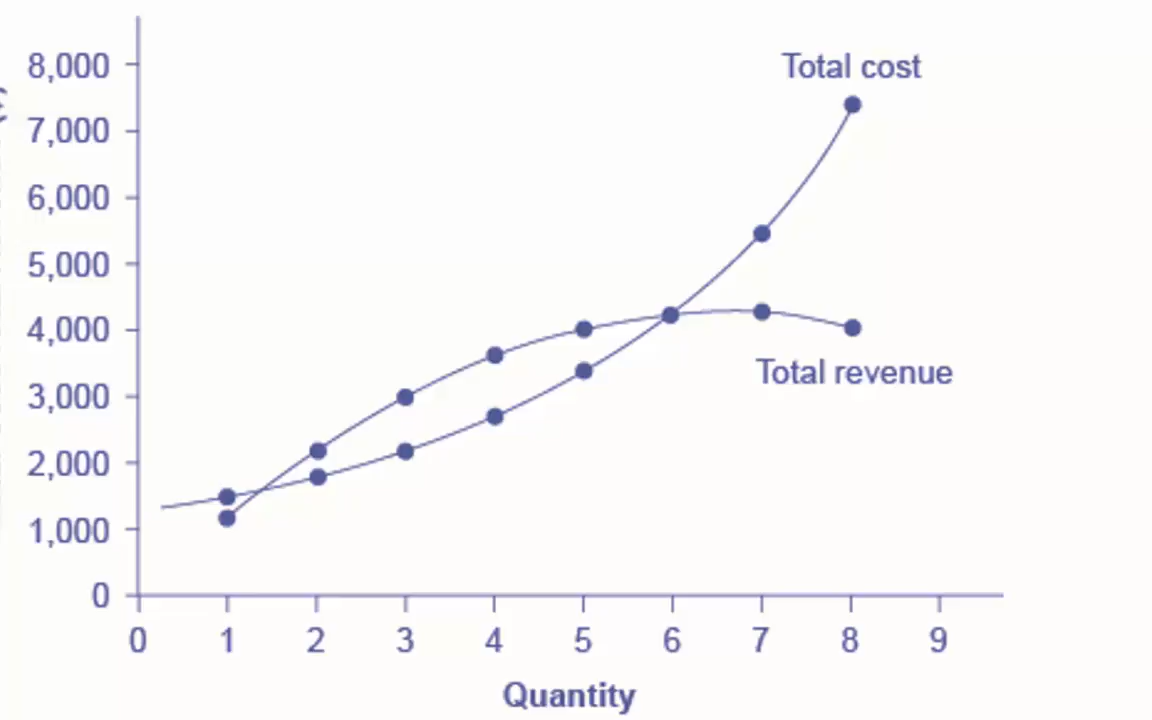 8,000
7,000
6,000
5,000
4,000
3,000
2,000
1,000
0
Total cost
Total revenue
0 1 2 3 4 5 6 7 8 9
Quantity